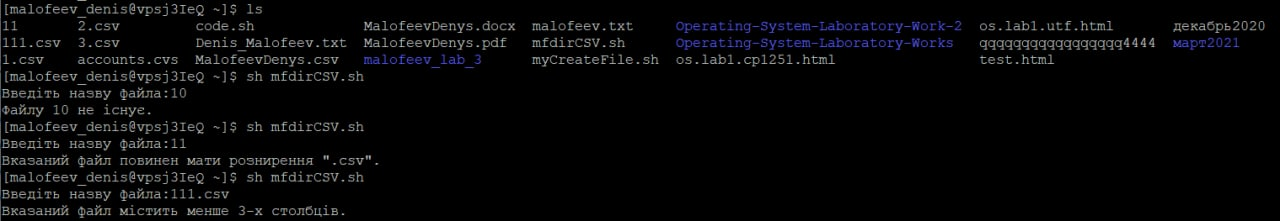 [malofeev_denis@vpsj3IeQ ~]$ ls
11 2.csv code.sh MalofeevDenys.docx malofeev.txt Operating-System-Laboratory-Work-2 os.lab1.utf.html декабрь2020
111.csv 3.csv Denis_Malofeev.txt MalofeevDenys.pdf mfdirCSV.sh Operating-System-Laboratory-Works qqqqqqqqqqqqqqqqq4444 март2021
1.csv accounts.cvs MalofeevDenys.csv malofeev_lab_3 myCreateFile.sh os.lab1.cp1251.html test.html
[malofeev_denis@vpsj3IeQ ~]$ sh mfdirCSV.sh
Введіть назву файла:10
Файлу 10 не існує.
[malofeev_denis@vpsj3IeQ ~]$ sh mfdirCSV.sh
Введіть назву файла:11
Вказаний файл повинен мати рознирення ".csv".
[malofeev_denis@vpsj3IeQ ~]$ sh mfdirCSV.sh
Введіть назву файла:111.csv
Вказаний файл містить менше 3-х столбців.